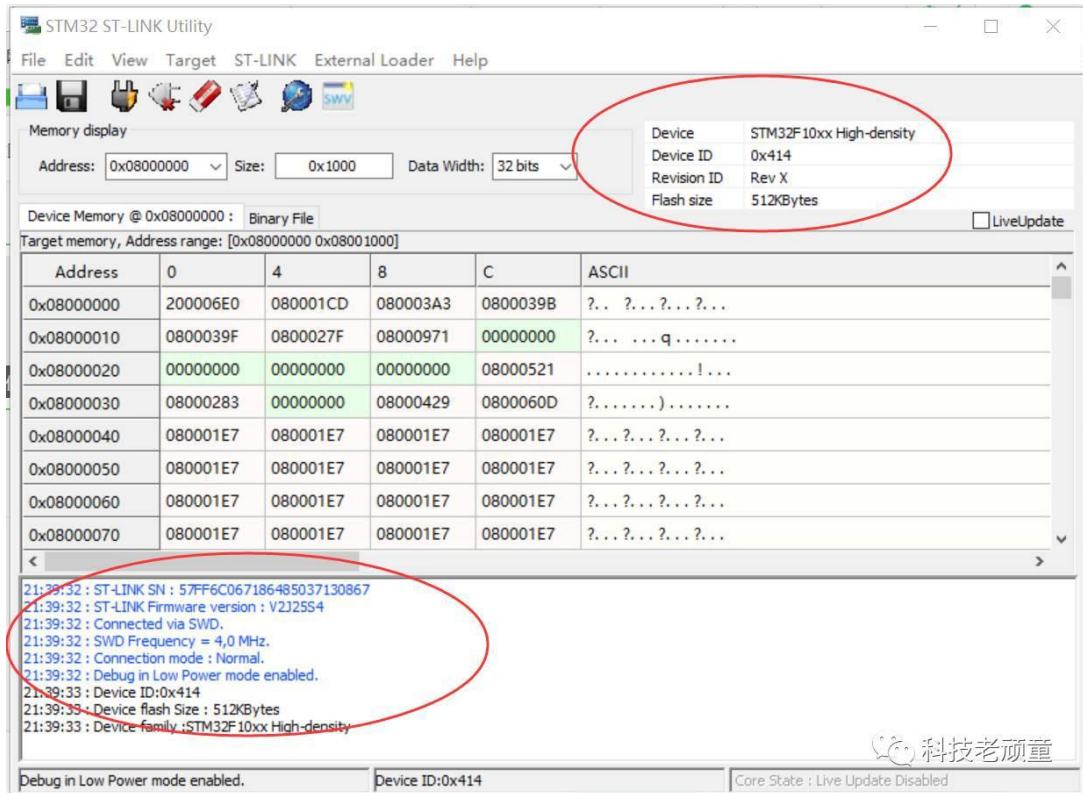 STM32 ST-LINK Utility
File Edit View Target ST-LINK External Loader Help
SWV
Memory display
Address: 0x08000000 Size: 0x1000 Data Width: 32 bits
Device STM32F10xx High-density
Device ID 0x414
Revision ID Rev X
Flash size 512KBytes
LiveUpdate
Device Memory @ 0x08000000 : Binary File
Target memory, Address range: [0x08000000 0x08001000]
Address 0 4 8 C ASCII
0x08000000 200006E0 080001CD 080003A3 0800039B ?.. ?...?...?...
0x08000010 0800039F 0800027F 08000971 00000000 ?... ...q.......
0x08000020 00000000 00000000 00000000 08000521 ............!...
0x08000030 08000283 00000000 08000429 0800060D ?.......).......
0x08000040 080001E7 080001E7 080001E7 080001E7 ?...?...?...?...
0x08000050 080001E7 080001E7 080001E7 080001E7 ?...?...?...?...
0x08000060 080001E7 080001E7 080001E7 080001E7 ?...?...?...?...
0x08000070 080001E7 080001E7 080001E7 080001E7 ?...?...?...?...
21:39:32 : ST-LINK SN : 57FF6C067186485037130867
21:39:32 : ST-LINK Firmware version : V2J25S4
21:39:32 : Connected via SWD.
21:39:32 : SWD Frequency = 4,0 MHz.
21:39:32 : Connection mode : Normal.
21:39:32 : Debug in Low Power mode enabled.
21:39:33 : Device ID:0x414
21:39:33 : Device flash Size : 512KBytes
21:39:33 : Device family :STM32F10xx High-density
科技老顽童
Debug in Low Power mode enabled. Device ID:0x414 Core State : Live Update Disabled